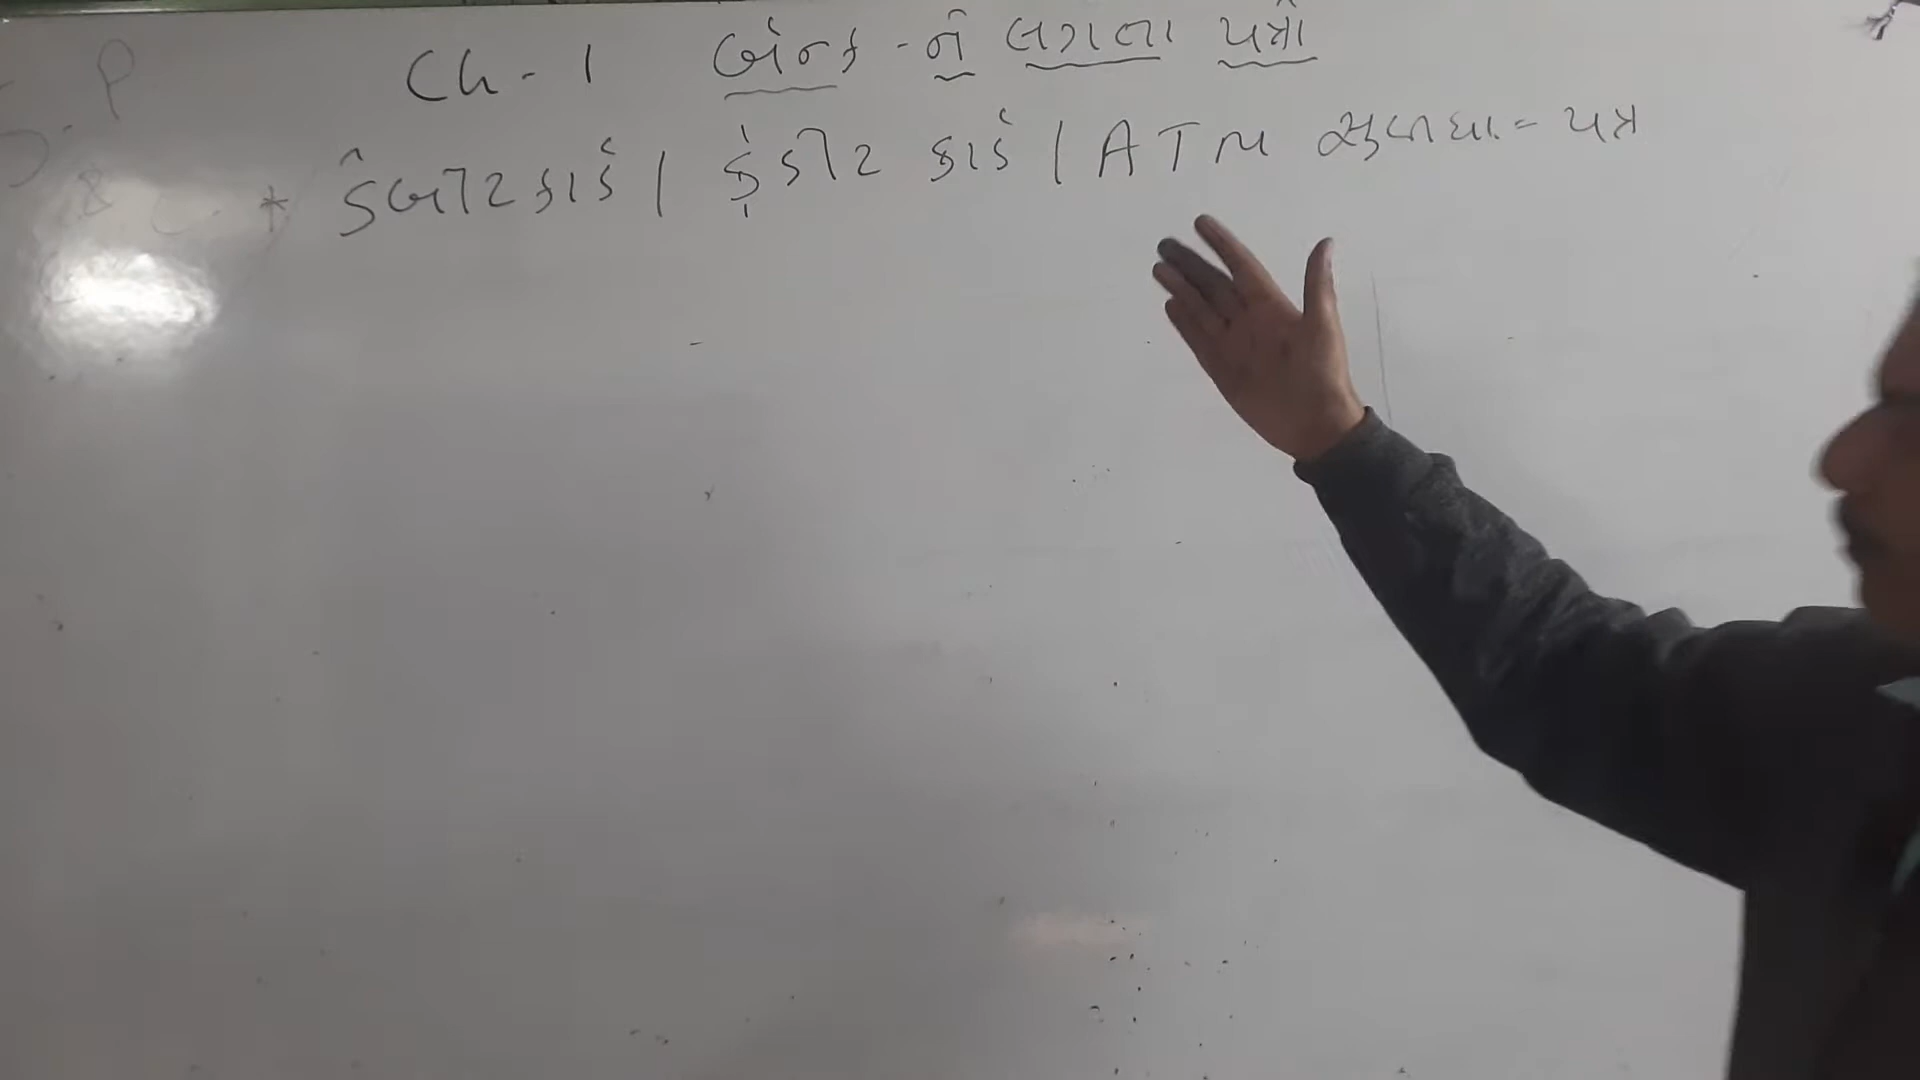 Ch-1 બેંન્ક-ને લગતા પત્રો
* ડેબીટકાર્ડ / ક્રેડીટ કાર્ડ / ATM સુવિધા - પત્ર
S.P